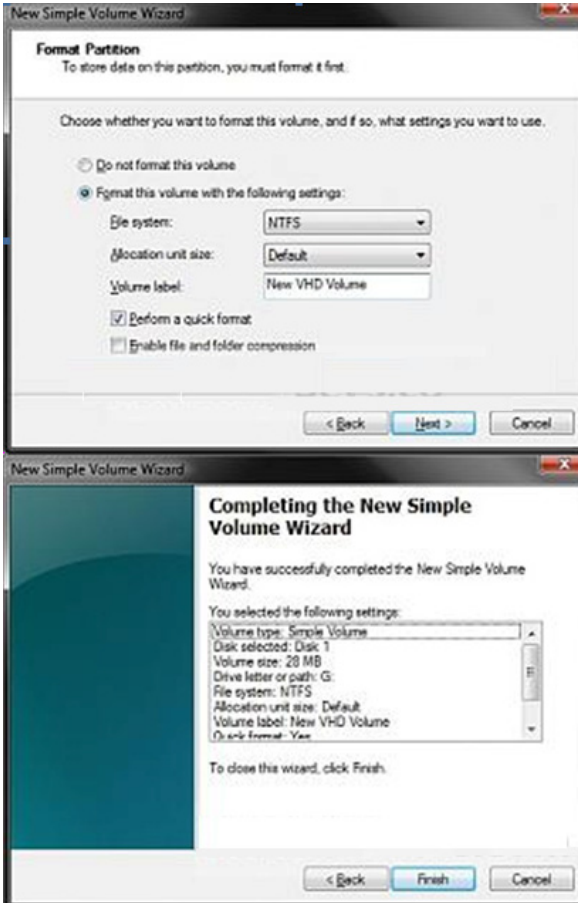 New Simple Volume Wizard
Format Partition
To store data on this partition, you must format it first.
Choose whether you want to format this volume, and if so, what settings you want to use.
Do not format this volume
Format this volume with the following settings:
File system: NTFS
Allocation unit size: Default
Volume label: New VHD Volume
Perform a quick format
Enable file and folder compression
< Back Next > Cancel
New Simple Volume Wizard
Completing the New Simple
Volume Wizard
You have successfully completed the New Simple Volume
Wizard.
You selected the following settings:
Volume type: Simple Volume
Disk selected: Disk 1
Volume size: 28 MB
Drive letter or path: G:
File system: NTFS
Allocation unit size: Default
Volume label: New VHD Volume
Quick format: Yes
To close this wizard, click Finish.
< Back Finish Cancel